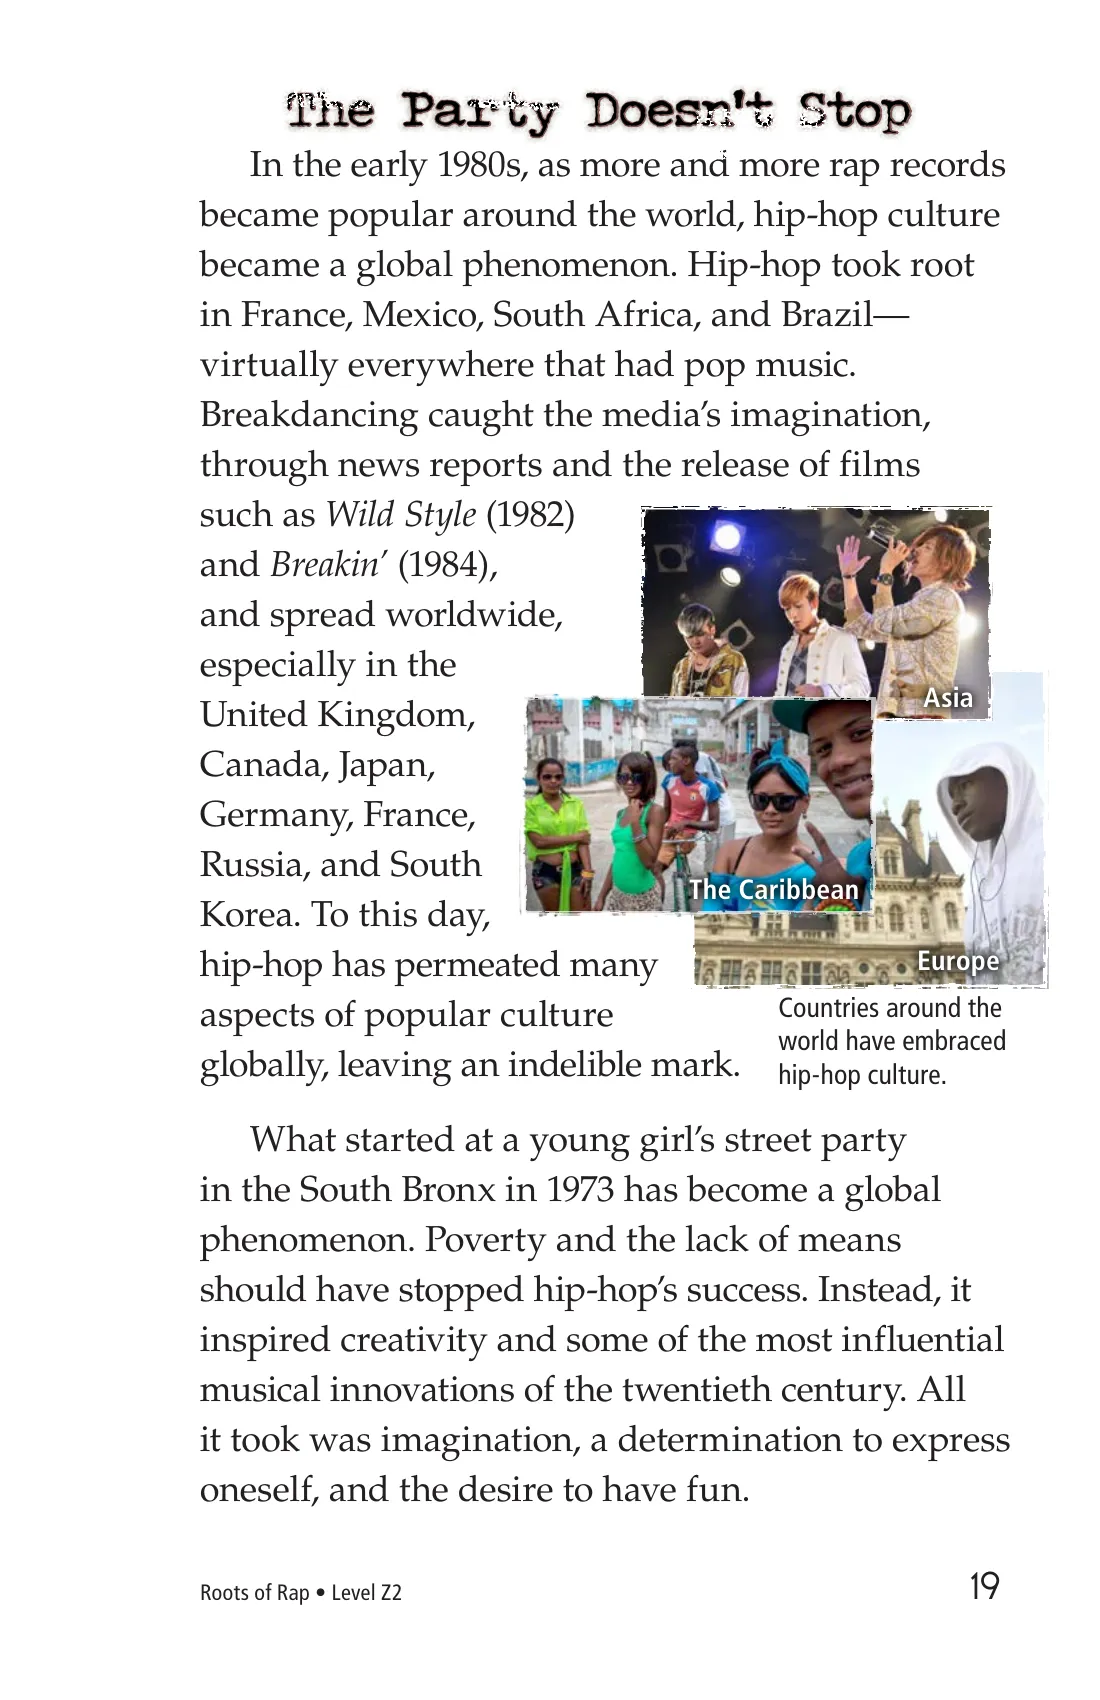 The Party Doesn't Stop
In the early 1980s, as more and more rap records
became popular around the world, hip-hop culture
became a global phenomenon. Hip-hop took root
in France, Mexico, South Africa, and Brazil—
virtually everywhere that had pop music.
Breakdancing caught the media’s imagination,
through news reports and the release of films
such as Wild Style (1982)
and Breakin’ (1984),
and spread worldwide,
especially in the
United Kingdom,
Canada, Japan,
Germany, France,
Russia, and South
Korea. To this day,
hip-hop has permeated many
aspects of popular culture
globally, leaving an indelible mark.
Asia
The Caribbean
Europe
Countries around the
world have embraced
hip-hop culture.
What started at a young girl’s street party
in the South Bronx in 1973 has become a global
phenomenon. Poverty and the lack of means
should have stopped hip-hop’s success. Instead, it
inspired creativity and some of the most influential
musical innovations of the twentieth century. All
it took was imagination, a determination to express
oneself, and the desire to have fun.
Roots of Rap • Level Z2
19